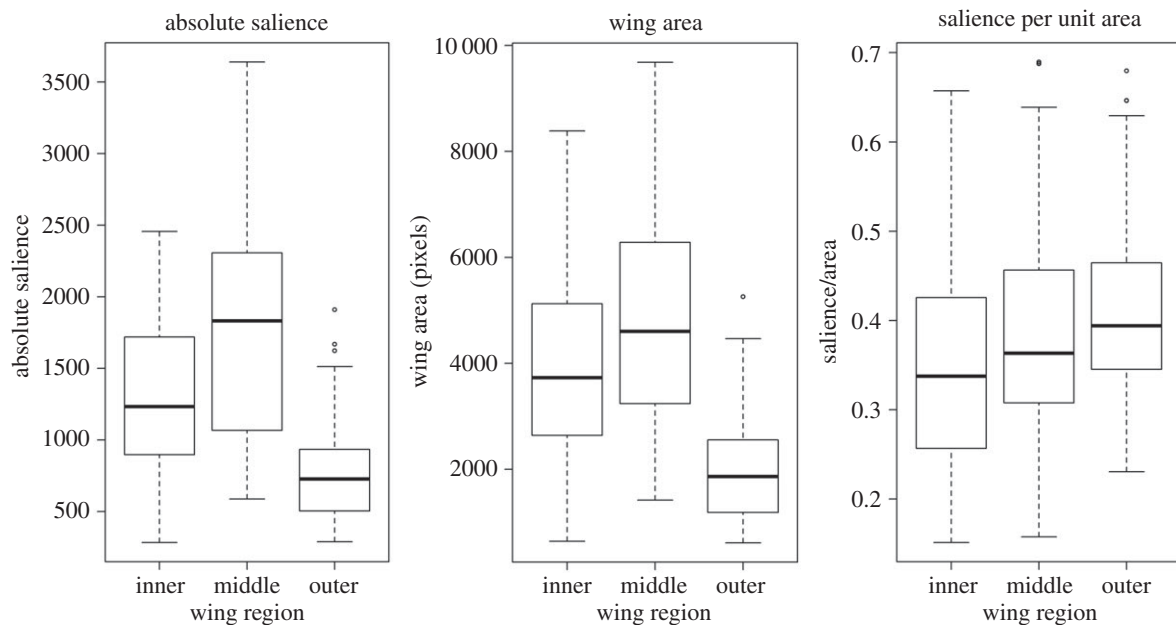 absolute salience
absolute salience
3500
3000
2500
2000
1500
1000
500
inner middle outer
wing region
wing area
wing area (pixels)
10 000
8000
6000
4000
2000
inner middle outer
wing region
salience per unit area
salience/area
0.7
0.6
0.5
0.4
0.3
0.2
inner middle outer
wing region